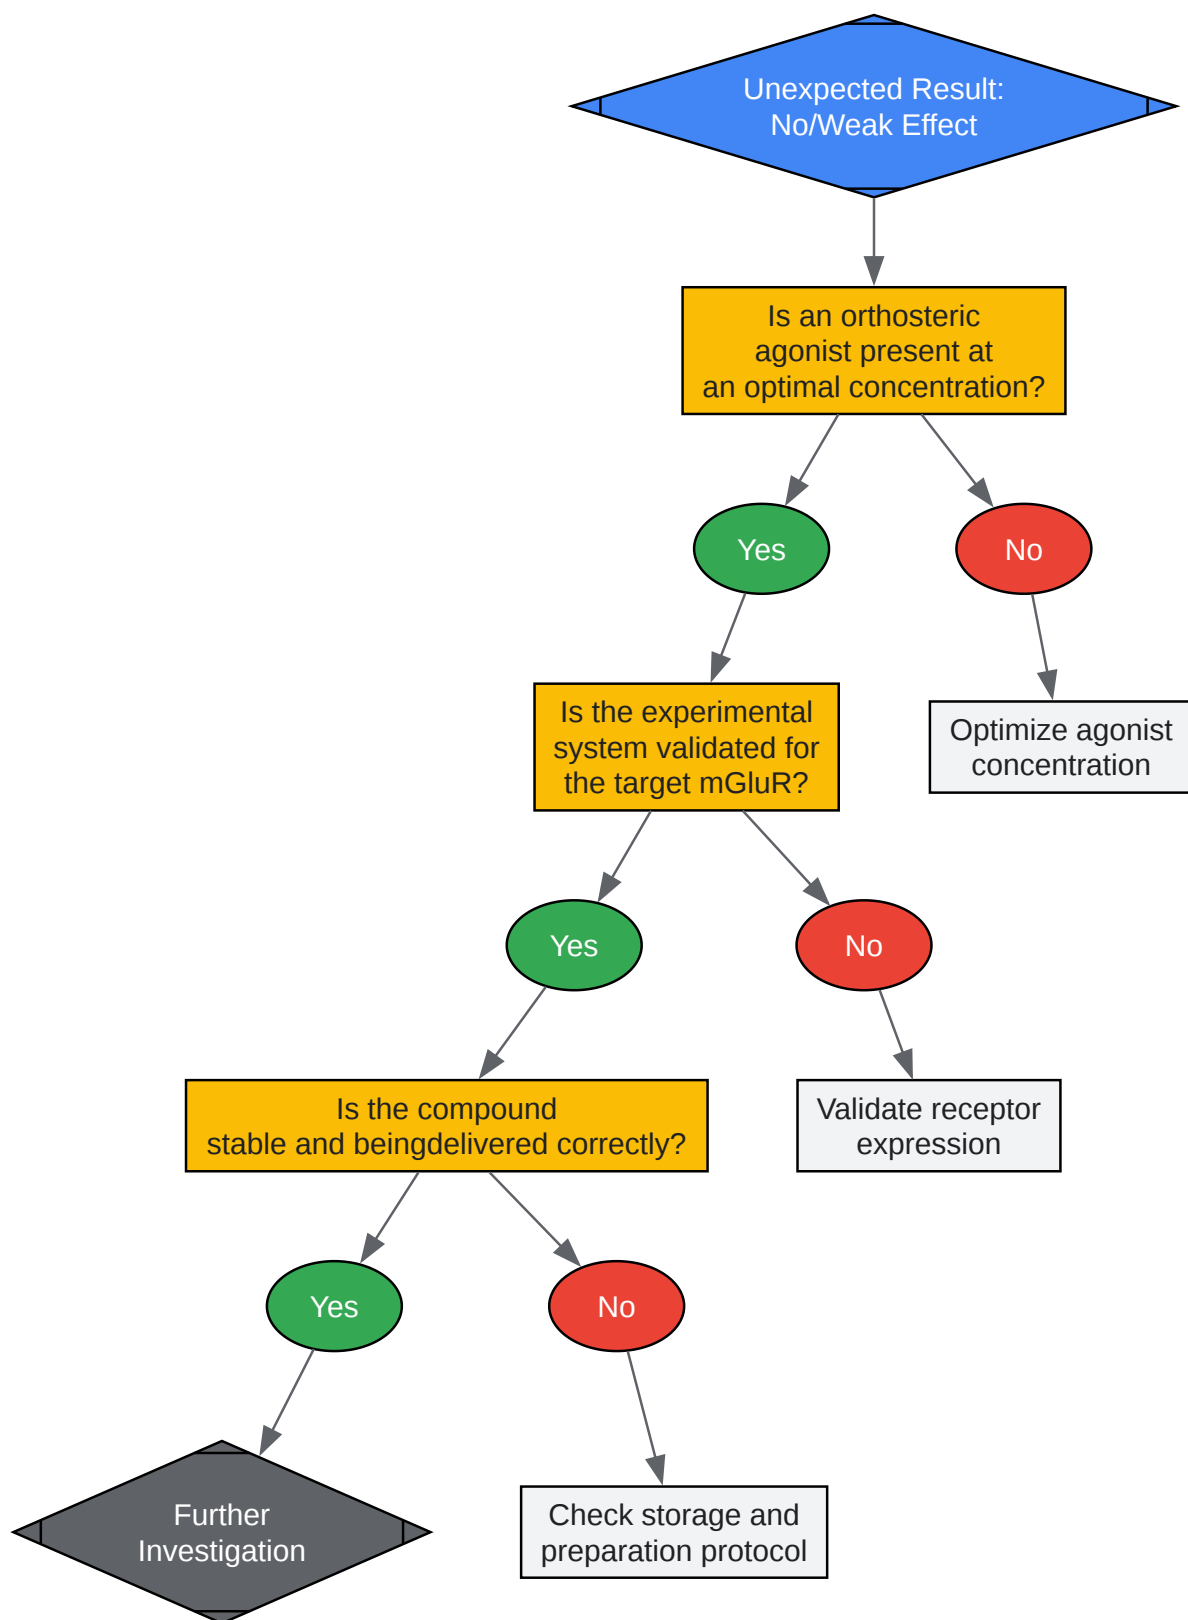 Unexpected Result:
No/Weak Effect
Is an orthosteric
agonist present at
an optimal concentration?
Yes
No
Is the experimental
system validated for
the target mGluR?
Optimize agonist
concentration
Yes
No
Is the compound
stable and beingdelivered correctly?
Validate receptor
expression
Yes
No
Further
Investigation
Check storage and
preparation protocol